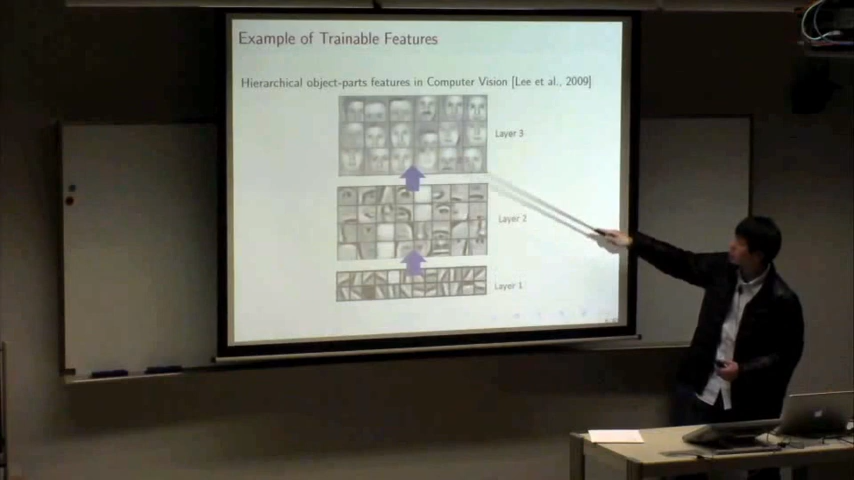 Example of Trainable Features
Hierarchical object-parts features in Computer Vision [Lee et al., 2009]
Layer 3
Layer 2
Layer 1